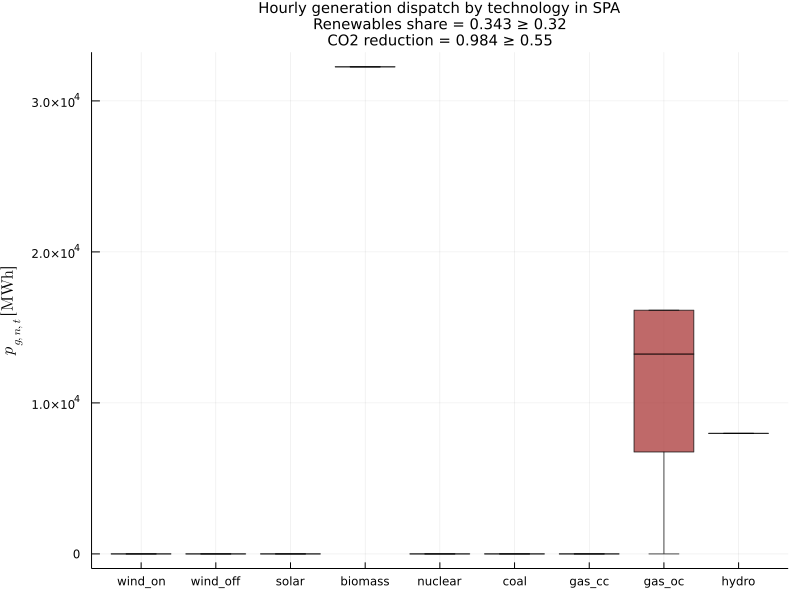 Hourly generation dispatch by technology in SPA
Renewables share = 0.343 ≥ 0.32
CO2 reduction = 0.984 ≥ 0.55
3.0×10⁴
2.0×10⁴
1.0×10⁴
0
p_{g,n,t} [MWh]
wind_on wind_off solar biomass nuclear coal gas_cc gas_oc hydro